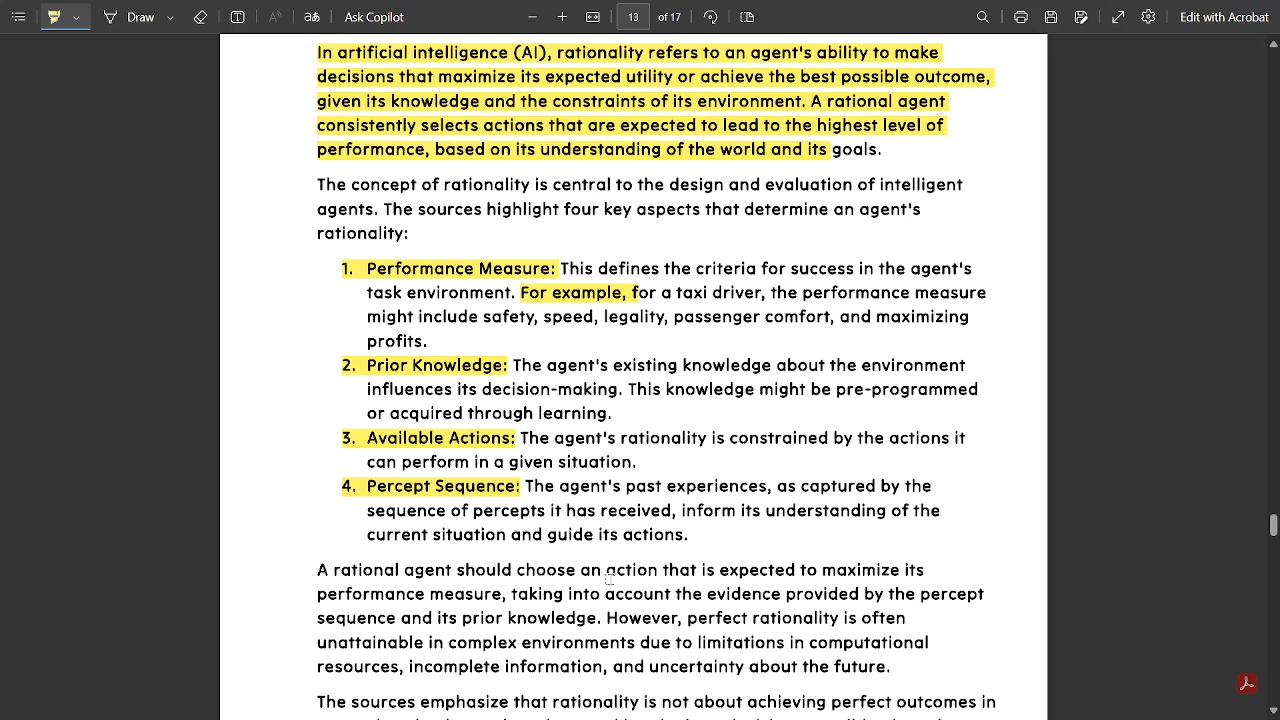 Draw
Ask Copilot
13 of 17
Edit with Acrobat
In artificial intelligence (AI), rationality refers to an agent's ability to make
decisions that maximize its expected utility or achieve the best possible outcome,
given its knowledge and the constraints of its environment. A rational agent
consistently selects actions that are expected to lead to the highest level of
performance, based on its understanding of the world and its goals.
The concept of rationality is central to the design and evaluation of intelligent
agents. The sources highlight four key aspects that determine an agent's
rationality:
1. Performance Measure: This defines the criteria for success in the agent's
task environment. For example, for a taxi driver, the performance measure
might include safety, speed, legality, passenger comfort, and maximizing
profits.
2. Prior Knowledge: The agent's existing knowledge about the environment
influences its decision-making. This knowledge might be pre-programmed
or acquired through learning.
3. Available Actions: The agent's rationality is constrained by the actions it
can perform in a given situation.
4. Percept Sequence: The agent's past experiences, as captured by the
sequence of percepts it has received, inform its understanding of the
current situation and guide its actions.
A rational agent should choose an action that is expected to maximize its
performance measure, taking into account the evidence provided by the percept
sequence and its prior knowledge. However, perfect rationality is often
unattainable in complex environments due to limitations in computational
resources, incomplete information, and uncertainty about the future.
The sources emphasize that rationality is not about achieving perfect outcomes in